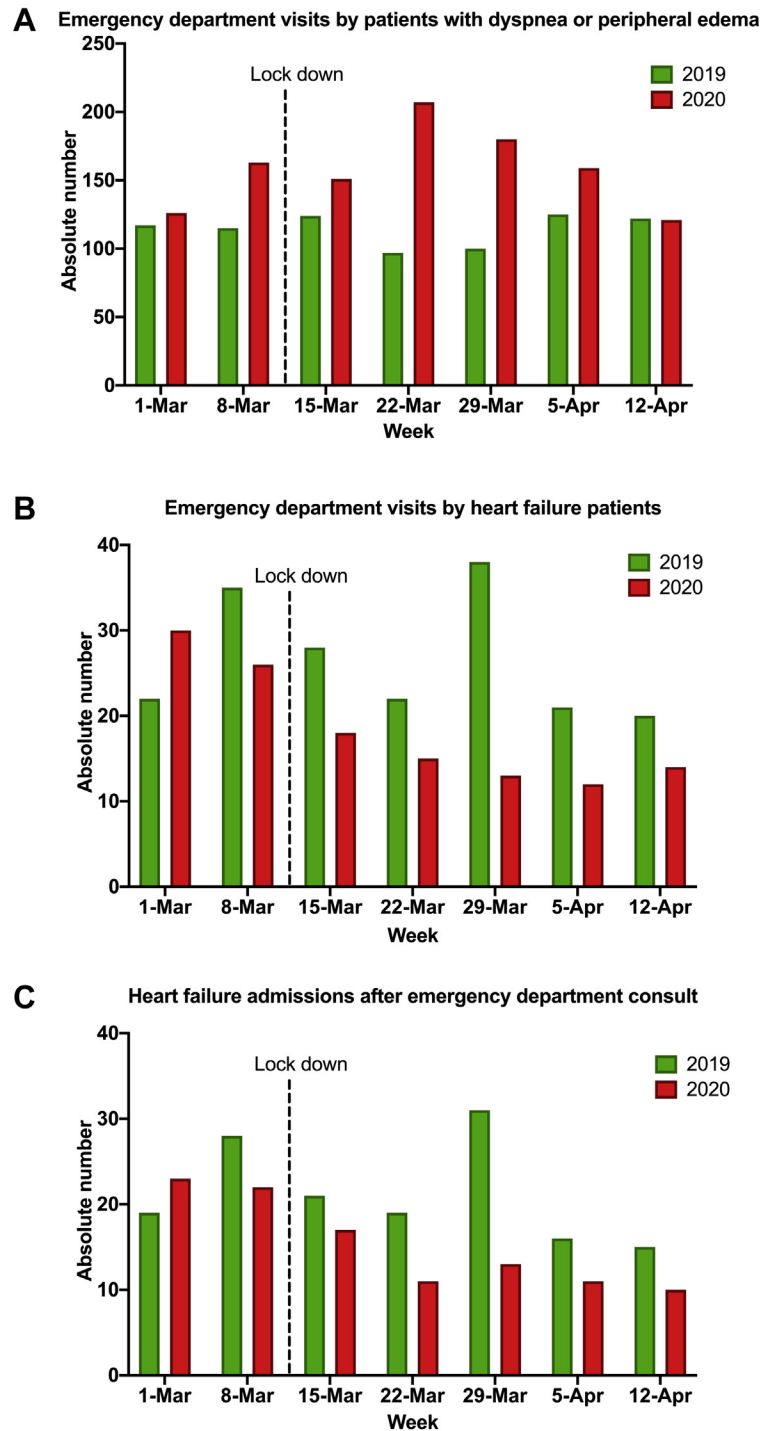 A Emergency department visits by patients with dyspnea or peripheral edema
250
200
150
100
50
0
Absolute number
Lock down
2019
2020
1-Mar 8-Mar 15-Mar 22-Mar 29-Mar 5-Apr 12-Apr
Week
B Emergency department visits by heart failure patients
40
30
20
10
0
Absolute number
Lock down
2019
2020
1-Mar 8-Mar 15-Mar 22-Mar 29-Mar 5-Apr 12-Apr
Week
C Heart failure admissions after emergency department consult
40
30
20
10
0
Absolute number
Lock down
2019
2020
1-Mar 8-Mar 15-Mar 22-Mar 29-Mar 5-Apr 12-Apr
Week